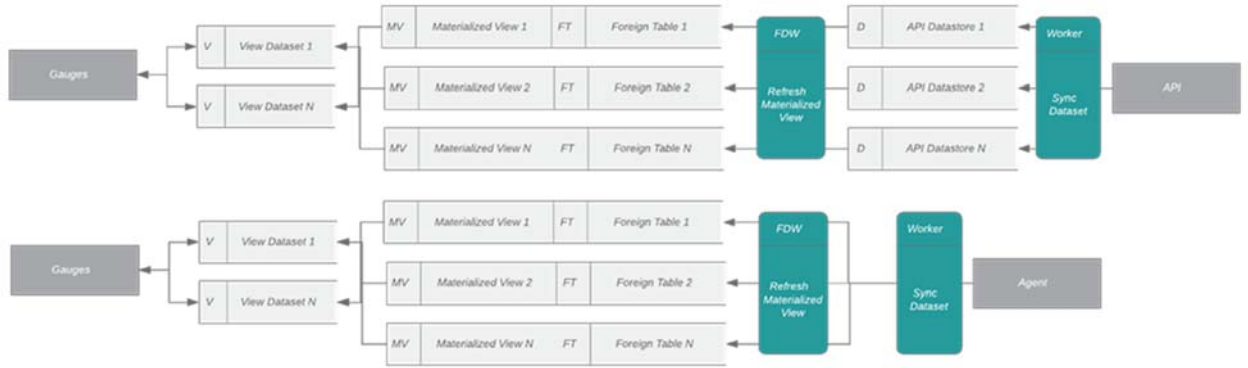 MV Materialized View 1 FT Foreign Table 1
FDW
D API Datastore 1
Worker
V View Dataset 1
Gauges
MV Materialized View 2 FT Foreign Table 2
Refresh
Materialized
View
D API Datastore 2
Sync
Dataset
API
V View Dataset N
MV Materialized View N FT Foreign Table N
D API Datastore N
MV Materialized View 1 FT Foreign Table 1
FDW
Worker
V View Dataset 1
Gauges
MV Materialized View 2 FT Foreign Table 2
Refresh
Materialized
View
Sync
Dataset
Agent
V View Dataset N
MV Materialized View N FT Foreign Table N